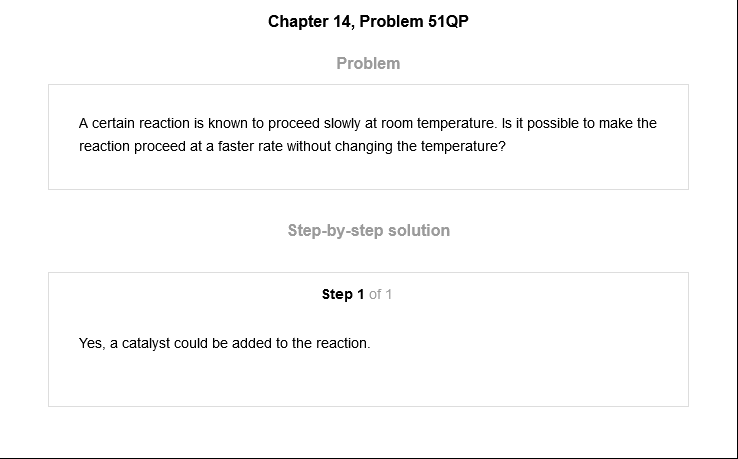 Chapter 14, Problem 51QP
Problem
A certain reaction is known to proceed slowly at room temperature. Is it possible to make the
reaction proceed at a faster rate without changing the temperature?
Step-by-step solution
Step 1 of 1
Yes, a catalyst could be added to the reaction.